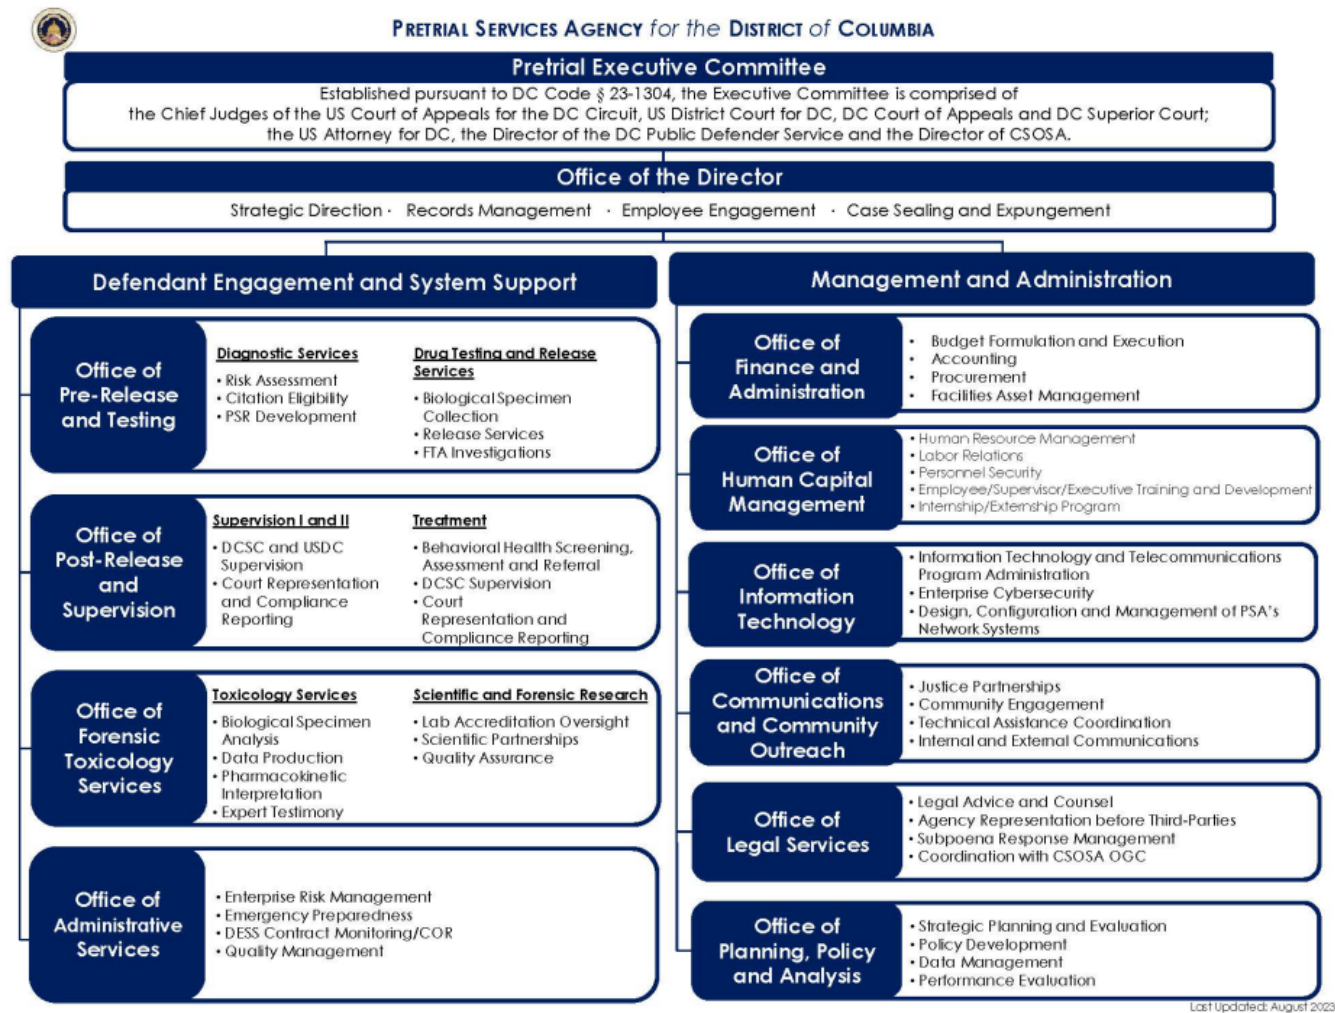 PRETRIAL SERVICES AGENCY for the DISTRICT of COLUMBIA
Pretrial Executive Committee
Established pursuant to DC Code § 23-1304, the Executive Committee is comprised of
the Chief Judges of the US Court of Appeals for the DC Circuit, US District Court for DC, DC Court of Appeals and DC Superior Court;
the US Attorney for DC, the Director of the DC Public Defender Service and the Director of CSOSA.
Office of the Director
Strategic Direction · Records Management · Employee Engagement · Case Sealing and Expungement
Defendant Engagement and System Support
Office of
Pre-Release
and Testing
Diagnostic Services
• Risk Assessment
• Citation Eligibility
• PSR Development
Drug Testing and Release
Services
• Biological Specimen
Collection
• Release Services
• FTA Investigations
Office of
Post-Release
and
Supervision
Supervision I and II
• DCSC and USDC
Supervision
• Court Representation
and Compliance
Reporting
Treatment
• Behavioral Health Screening,
Assessment and Referral
• DCSC Supervision
• Court
Representation and
Compliance Reporting
Office of
Forensic
Toxicology
Services
Toxicology Services
• Biological Specimen
Analysis
• Data Production
• Pharmacokinetic
Interpretation
• Expert Testimony
Scientific and Forensic Research
• Lab Accreditation Oversight
• Scientific Partnerships
• Quality Assurance
Office of
Administrative
Services
• Enterprise Risk Management
• Emergency Preparedness
• DESS Contract Monitoring/COR
• Quality Management
Management and Administration
Office of
Finance and
Administration
• Budget Formulation and Execution
• Accounting
• Procurement
• Facilities Asset Management
Office of
Human Capital
Management
• Human Resource Management
• Labor Relations
• Personnel Security
• Employee/Supervisor/Executive Training and Development
• Internship/Externship Program
Office of
Information
Technology
• Information Technology and Telecommunications
Program Administration
• Enterprise Cybersecurity
• Design, Configuration and Management of PSA's
Network Systems
Office of
Communications
and Community
Outreach
• Justice Partnerships
• Community Engagement
• Technical Assistance Coordination
• Internal and External Communications
Office of
Legal Services
• Legal Advice and Counsel
• Agency Representation before Third-Parties
• Subpoena Response Management
• Coordination with CSOSA OGC
Office of
Planning, Policy
and Analysis
• Strategic Planning and Evaluation
• Policy Development
• Data Management
• Performance Evaluation
Last Updated: August 2023